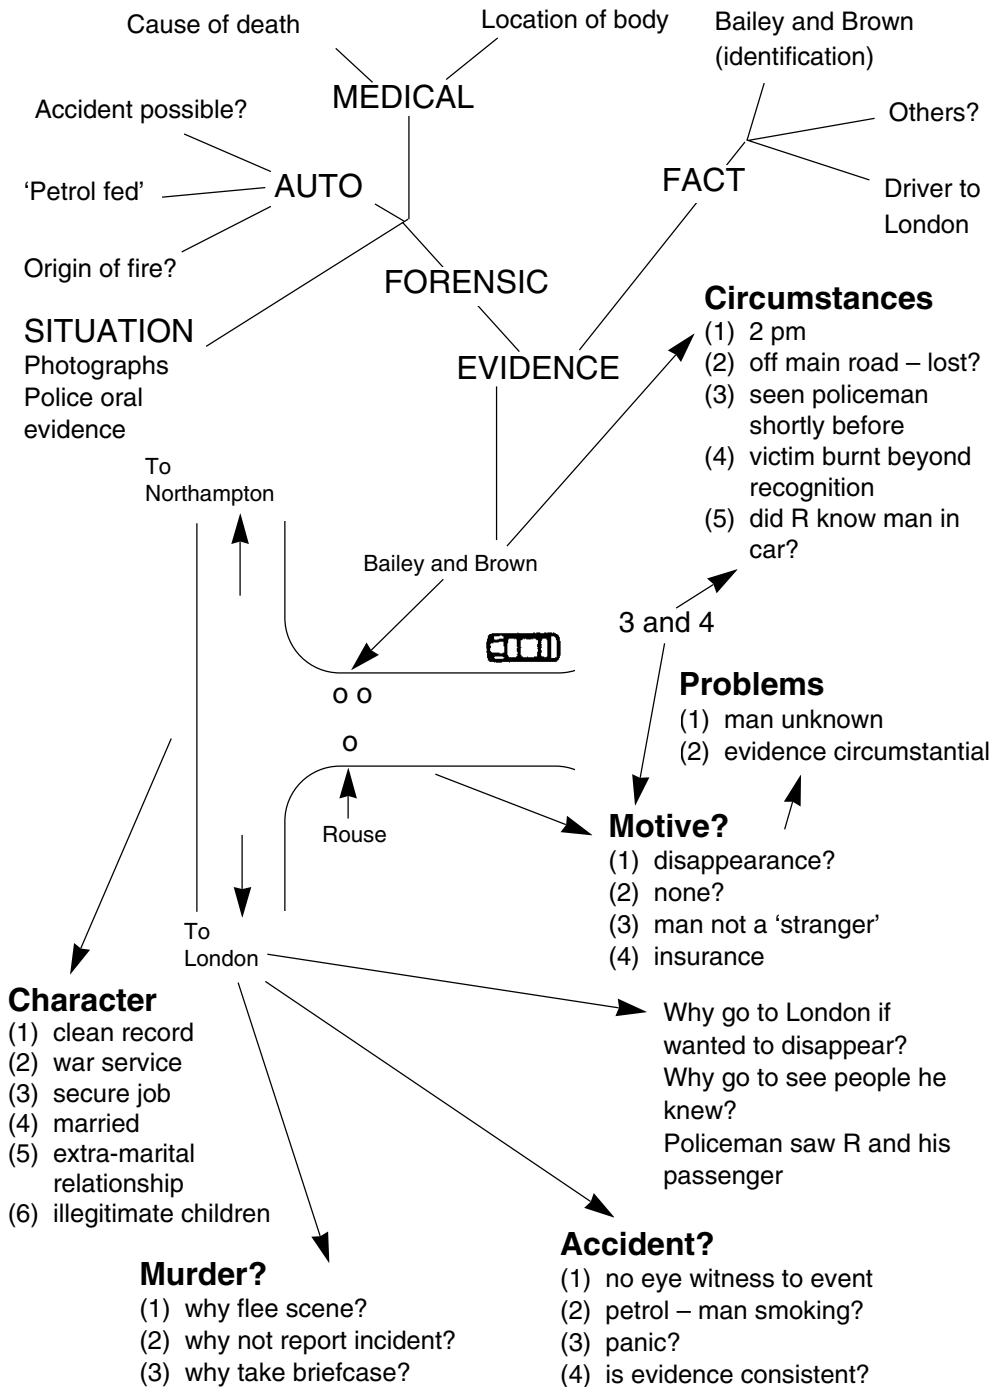 Cause of death
Location of body
Bailey and Brown
(identification)
MEDICAL
Accident possible?
Others?
'Petrol fed'
AUTO
FACT
Driver to
London
Origin of fire?
FORENSIC
SITUATION
Photographs
Police oral
evidence
EVIDENCE
Circumstances
(1) 2 pm
(2) off main road – lost?
(3) seen policeman
shortly before
(4) victim burnt beyond
recognition
(5) did R know man in
car?
To
Northampton
Bailey and Brown
3 and 4
o o
o
Rouse
Problems
(1) man unknown
(2) evidence circumstantial
Motive?
(1) disappearance?
(2) none?
(3) man not a 'stranger'
(4) insurance
To
London
Character
(1) clean record
(2) war service
(3) secure job
(4) married
(5) extra-marital
relationship
(6) illegitimate children
Why go to London if
wanted to disappear?
Why go to see people he
knew?
Policeman saw R and his
passenger
Murder?
(1) why flee scene?
(2) why not report incident?
(3) why take briefcase?
Accident?
(1) no eye witness to event
(2) petrol – man smoking?
(3) panic?
(4) is evidence consistent?